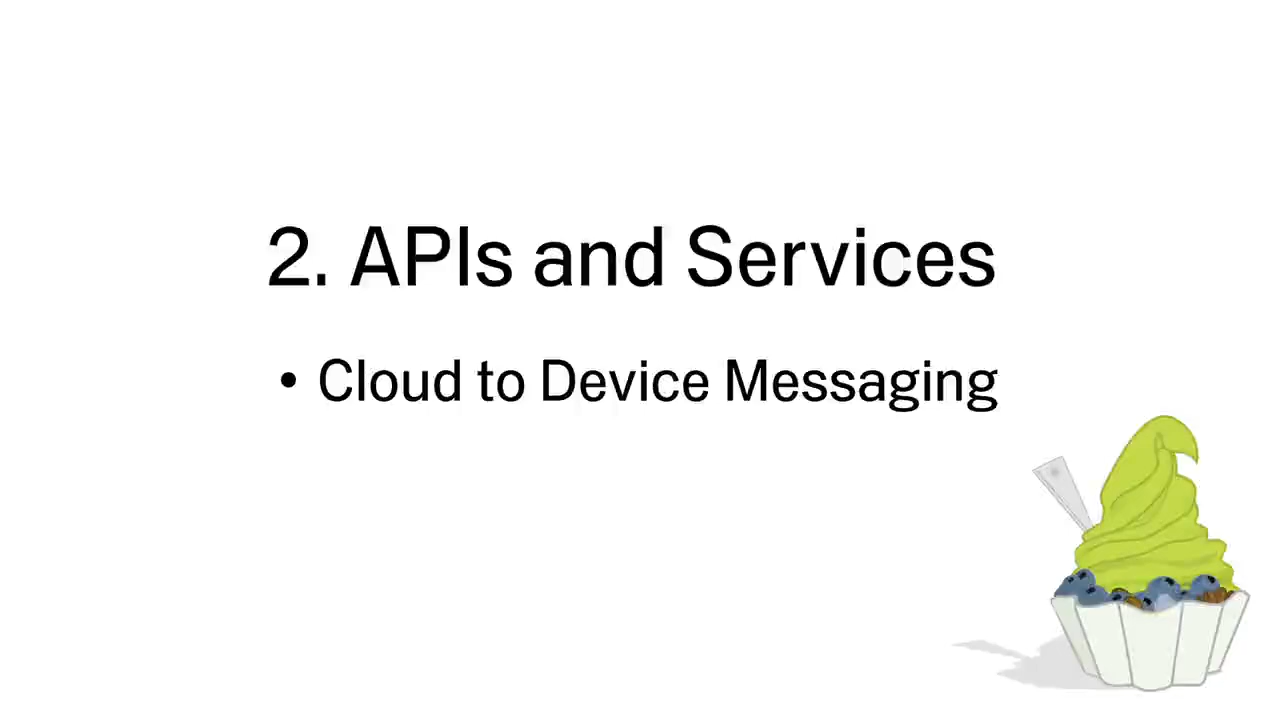 2. APIs and Services
• Cloud to Device Messaging